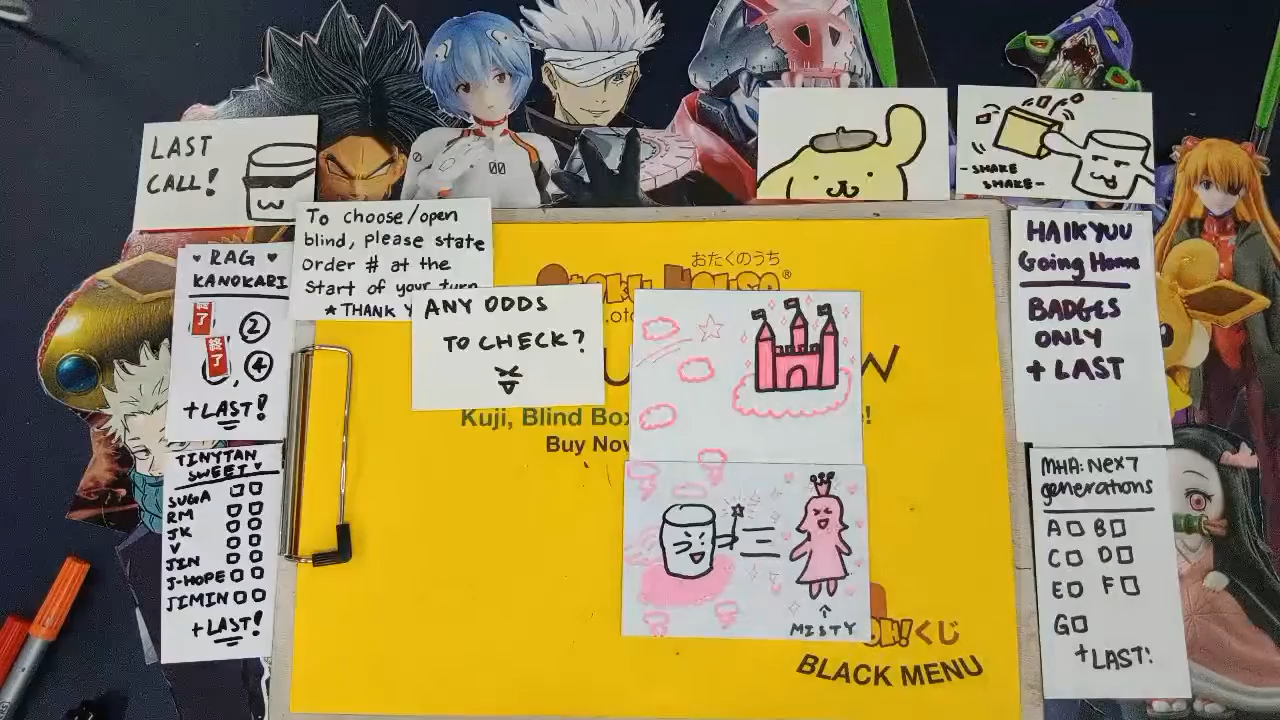 LAST
CALL!
- SHAKE
SHAKE -
♥ RAG ♥
KANOKARI
終了
②
終了
, ④
+LAST!
To choose/open
blind, please state
Order # at the
start of your turn
★THANK Y
ANY ODDS
TO CHECK?
おたくのうち
Kuji, Blind Box
Buy Now
HAIKYUU
Going Home
BADGES
ONLY
+ LAST
TINYTAN
SWEET ♥
SUGA
RM
JK
V
JIN
J-HOPE
JIMIN
+LAST!
MHA: Next
generations
A B
C D
E F
G
+LAST!
MISTY
くじ
BLACK MENU
00